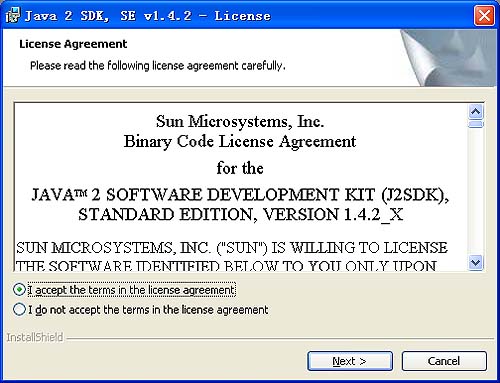 Java 2 SDK, SE v1.4.2 - License
License Agreement
Please read the following license agreement carefully.
Sun Microsystems, Inc.
Binary Code License Agreement
for the
JAVA™ 2 SOFTWARE DEVELOPMENT KIT (J2SDK),
STANDARD EDITION, VERSION 1.4.2_X
SUN MICROSYSTEMS, INC. ("SUN") IS WILLING TO LICENSE
THE SOFTWARE IDENTIFIED BELOW TO YOU ONLY UPON
I accept the terms in the license agreement
I do not accept the terms in the license agreement
InstallShield
Next >
Cancel